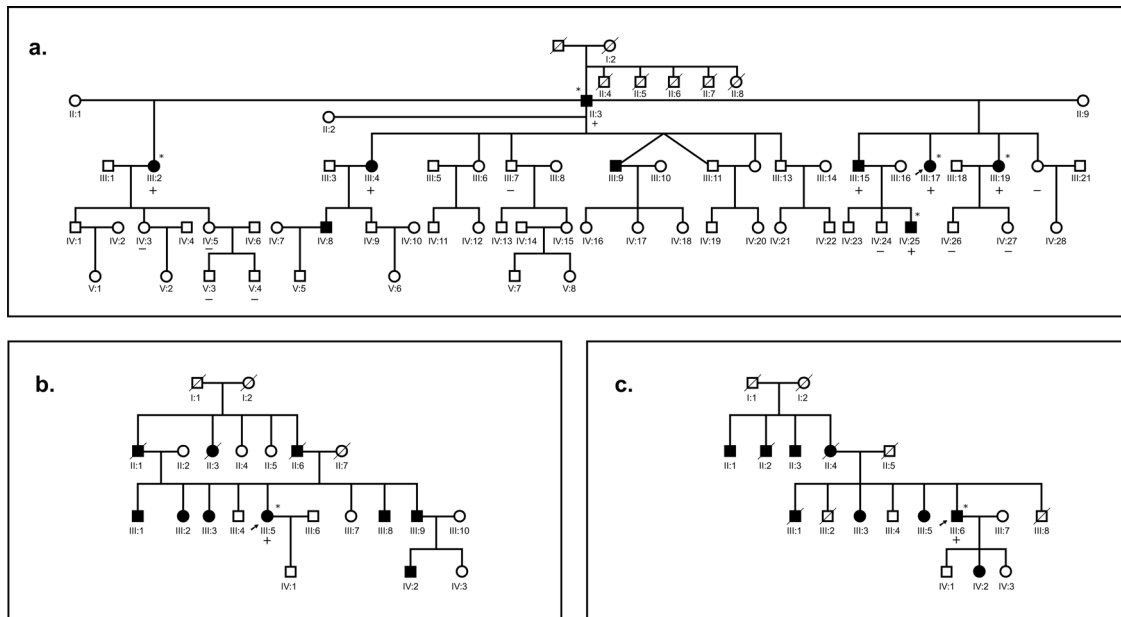 a.
I:2
II:4 II:5 II:6 II:7 II:8
*
II:1 II:3 II:9
II:2 +
* * *
III:1 III:2 III:3 III:4 III:5 III:6 III:7 III:8 III:9 III:10 III:11 III:13 III:14 III:15 III:16 III:17 III:18 III:19 III:21
+ + – + + + –
*
IV:1 IV:2 IV:3 IV:4 IV:5 IV:6 IV:7 IV:8 IV:9 IV:10 IV:11 IV:12 IV:13 IV:14 IV:15 IV:16 IV:17 IV:18 IV:19 IV:20 IV:21 IV:22 IV:23 IV:24 IV:25 IV:26 IV:27 IV:28
– – – + – –
V:1 V:2 V:3 V:4 V:5 V:6 V:7 V:8
– –
b.
I:1 I:2
II:1 II:2 II:3 II:4 II:5 II:6 II:7
*
III:1 III:2 III:3 III:4 III:5 III:6 III:7 III:8 III:9 III:10
+
IV:1 IV:2 IV:3
c.
I:1 I:2
II:1 II:2 II:3 II:4 II:5
*
III:1 III:2 III:3 III:4 III:5 III:6 III:7 III:8
+
IV:1 IV:2 IV:3